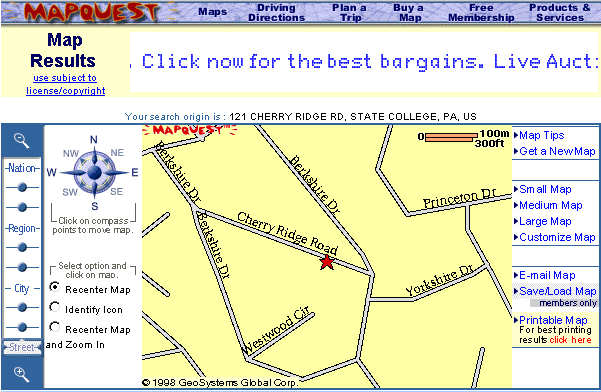 MAPQUEST
Maps
Driving Directions
Plan a Trip
Buy a Map
Free Membership
Products & Services
Map Results
use subject to
license/copyright
. Click now for the best bargains. Live Auct:
Your search origin is : 121 CHERRY RIDGE RD, STATE COLLEGE, PA, US
Nation
Region
City
Street
NW
N
NE
W
E
SW
S
SE
Click on compass
points to move map.
Select option and
click on map.
Recenter Map
Identify Icon
Recenter Map
and Zoom In
MAPQUEST
100m
300ft
Berkshire Dr
Berkshire Dr
Berkshire Dr
Cherry Ridge Road
Princeton Dr
Yorkshire Dr
Westwood Cir
© 1998 GeoSystems Global Corp.
Map Tips
Get a New Map
Small Map
Medium Map
Large Map
Customize Map
E-mail Map
Save/Load Map
members only
Printable Map
For best printing
results click here